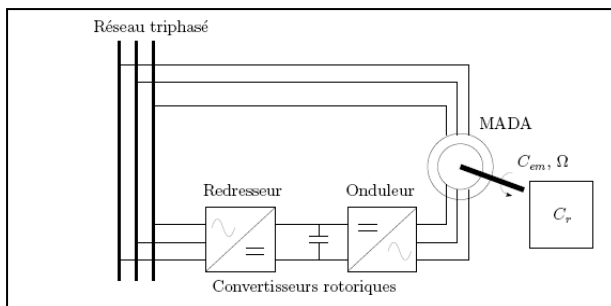 Réseau triphasé
MADA
C_em, Ω
Redresseur
Onduleur
C_r
Convertisseurs rotoriques